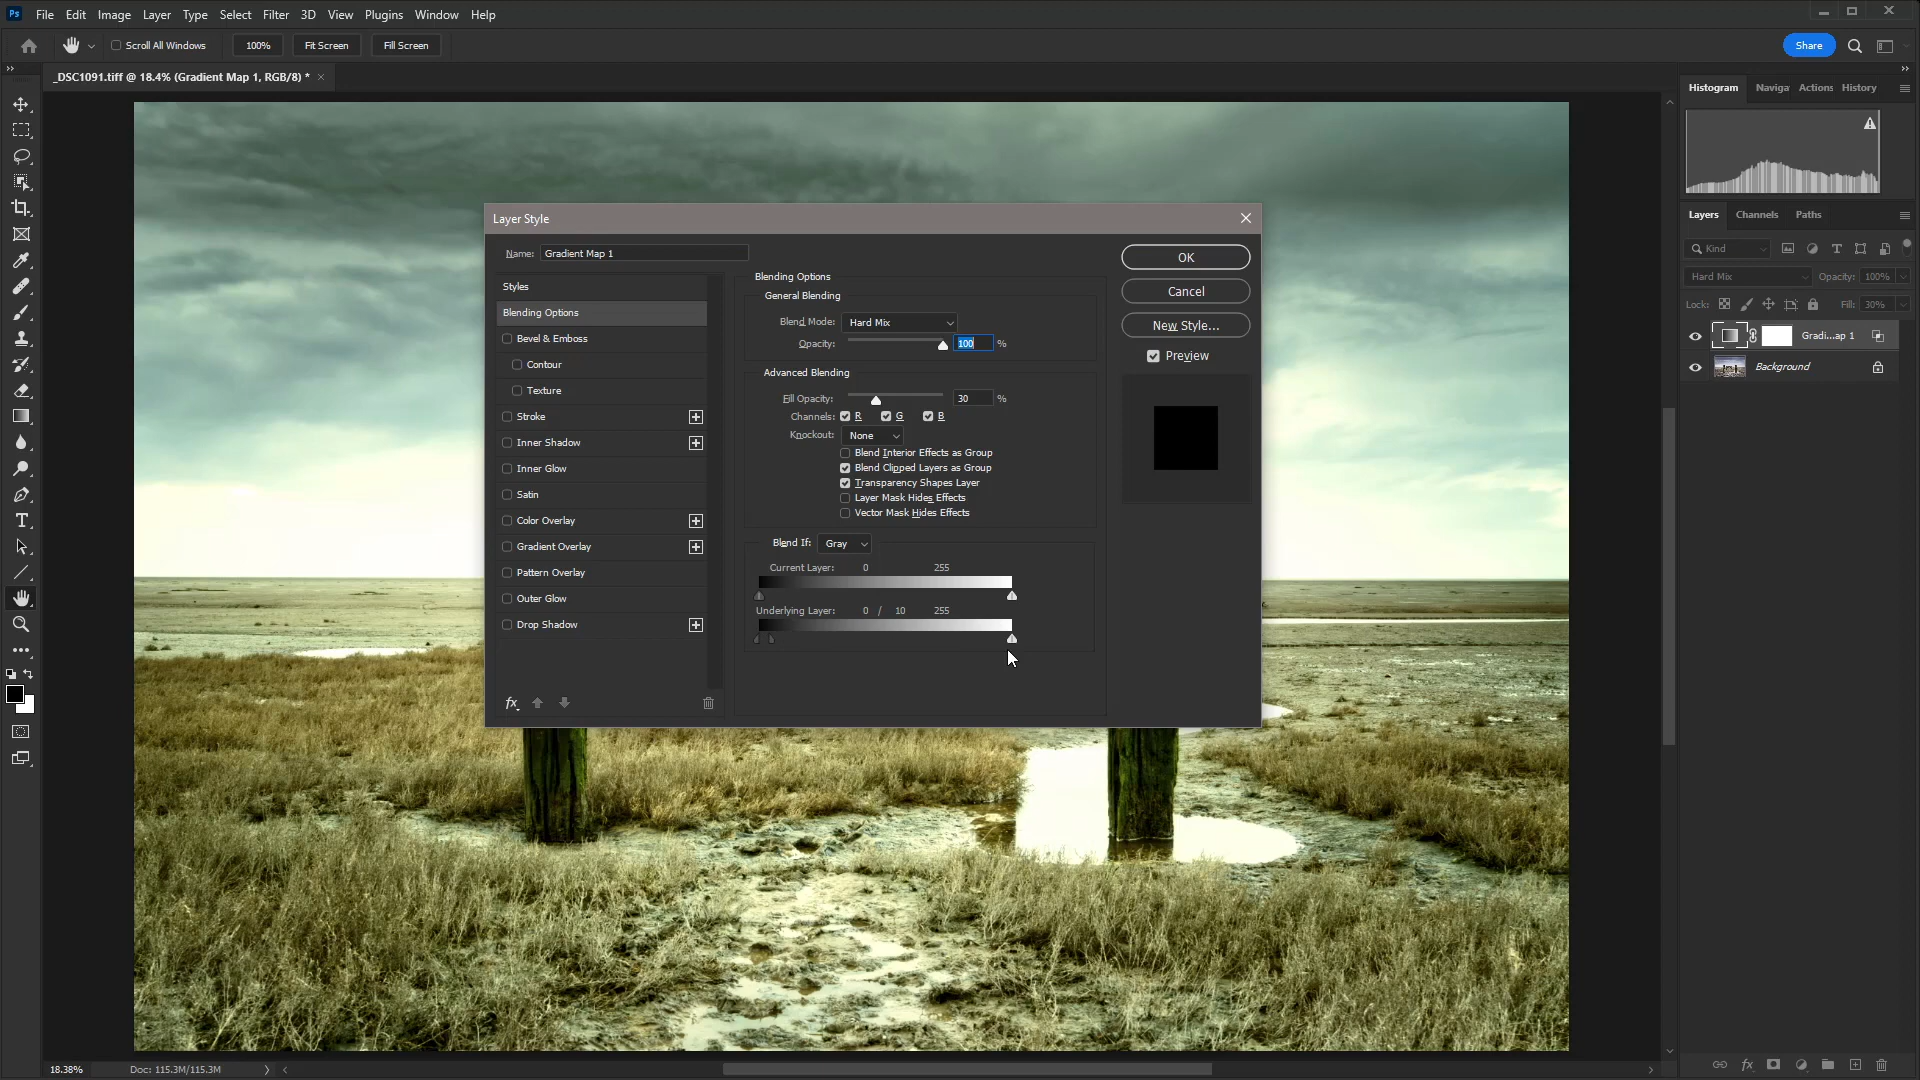 Ps File Edit Image Layer Type Select Filter 3D View Plugins Window Help
Scroll All Windows 100% Fit Screen Fill Screen Share
_DSC1091.tiff @ 18.4% (Gradient Map 1, RGB/8) *
Histogram Naviga Actions History
Layer Style
Name: Gradient Map 1
Styles
Blending Options
Bevel & Emboss
Contour
Texture
Stroke
Inner Shadow
Inner Glow
Satin
Color Overlay
Gradient Overlay
Pattern Overlay
Outer Glow
Drop Shadow
fx
Blending Options
General Blending
Blend Mode: Hard Mix
Opacity: 100 %
Advanced Blending
Fill Opacity: 30 %
Channels: R G B
Knockout: None
Blend Interior Effects as Group
Blend Clipped Layers as Group
Transparency Shapes Layer
Layer Mask Hides Effects
Vector Mask Hides Effects
Blend If: Gray
Current Layer: 0 255
Underlying Layer: 0 / 10 255
OK
Cancel
New Style...
Preview
Layers Channels Paths
Kind
Hard Mix Opacity: 100%
Lock: Fill: 30%
Gradi...ap 1
Background
18.38% Doc: 115.3M/115.3M
fx